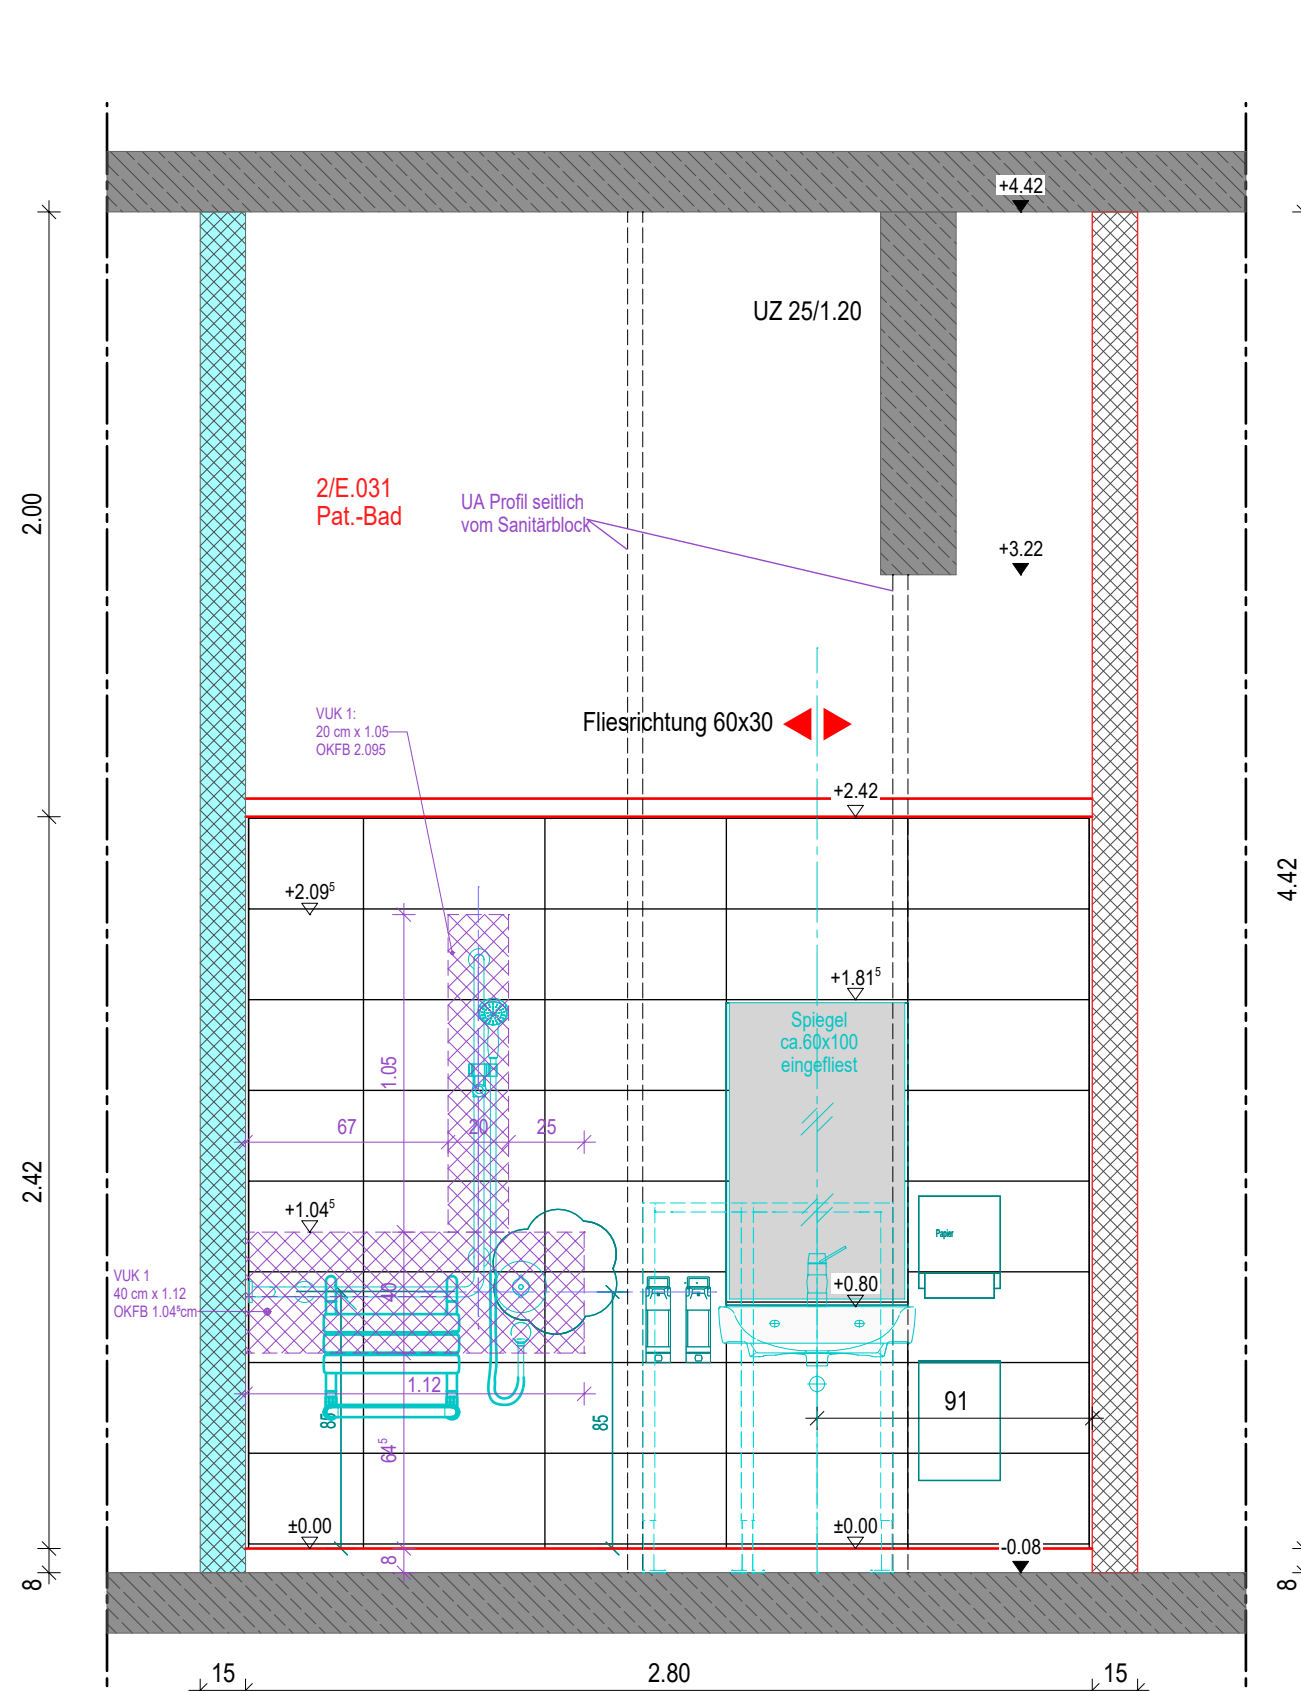 +4.42
UZ 25/1.20
2.00
2/E.031
Pat.-Bad
UA Profil seitlich
vom Sanitärblock
+3.22
VUK 1:
20 cm x 1.05
OKFB 2.095
Fliesrichtung 60x30
+2.42
4.42
+2.09⁵
+1.81⁵
Spiegel
ca.60x100
eingefliest
1.05
67
20
25
2.42
+1.04⁵
Papier
VUK 1
40 cm x 1.12
OKFB 1.04⁵cm
40
+0.80
1.12
91
85
85
64⁵
±0.00
±0.00
-0.08
8
8
8
15
2.80
15